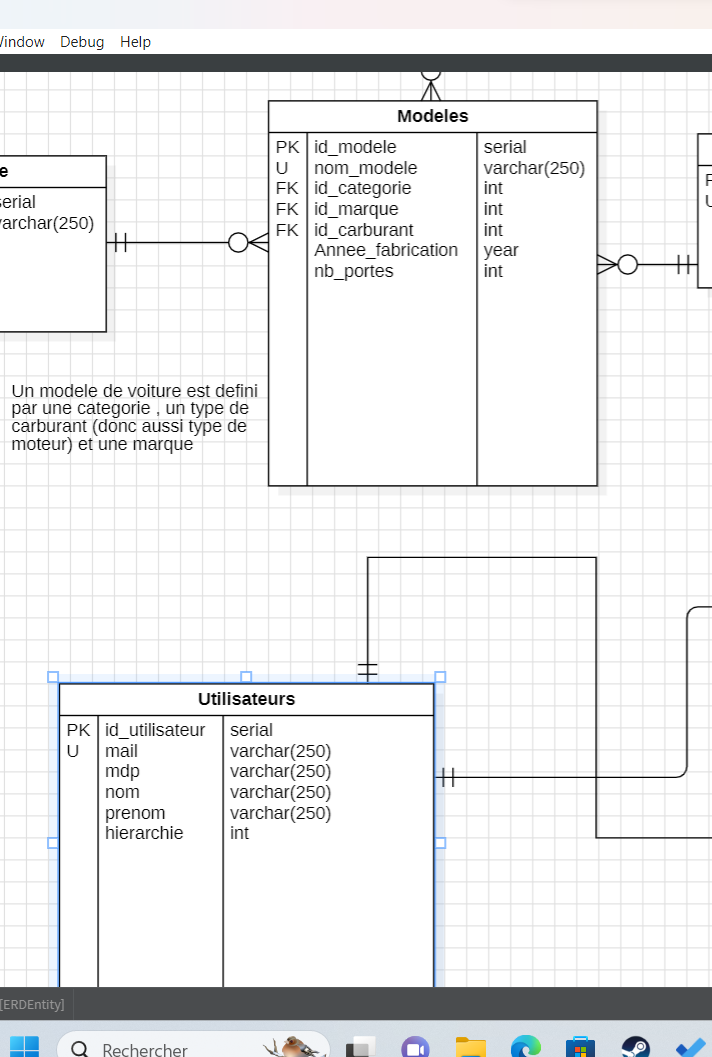 Window Debug Help
Modeles
PK id_modele serial
U nom_modele varchar(250)
FK id_categorie int
FK id_marque int
FK id_carburant int
Annee_fabrication year
nb_portes int
e
serial
varchar(250)
Un modele de voiture est defini
par une categorie , un type de
carburant (donc aussi type de
moteur) et une marque
Utilisateurs
PK id_utilisateur serial
U mail varchar(250)
mdp varchar(250)
nom varchar(250)
prenom varchar(250)
hierarchie int
[ERDEntity]
Rechercher